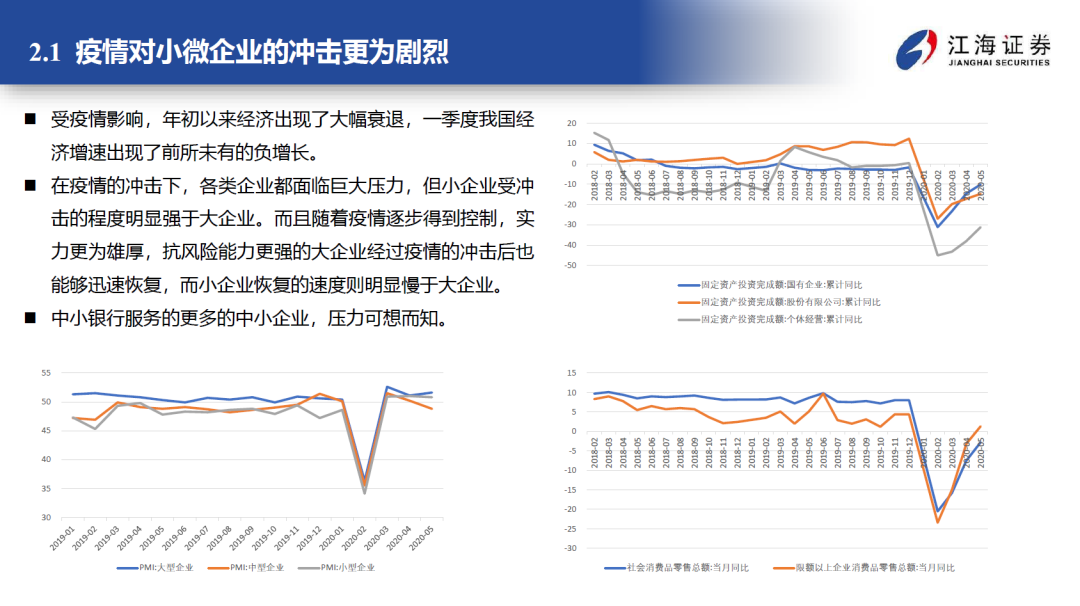 2.1 疫情对小微企业的冲击更为剧烈
江海证券
JIANGHAI SECURITIES
■ 受疫情影响，年初以来经济出现了大幅衰退，一季度我国经
济增速出现了前所未有的负增长。
■ 在疫情的冲击下，各类企业都面临巨大压力，但小企业受冲
击的程度明显强于大企业。而且随着疫情逐步得到控制，实
力更为雄厚，抗风险能力更强的大企业经过疫情的冲击后也
能够迅速恢复，而小企业恢复的速度则明显慢于大企业。
■ 中小银行服务的更多的中小企业，压力可想而知。
20
10
0
-10
-20
-30
-40
-50
2018-02 2018-03 2018-04 2018-05 2018-06 2018-07 2018-08 2018-09 2018-10 2018-11 2018-12 2019-02 2019-03 2019-04 2019-05 2019-06 2019-07 2019-08 2019-09 2019-10 2019-11 2019-12 2020-01 2020-02 2020-03 2020-04 2020-05
固定资产投资完成额:国有企业:累计同比
固定资产投资完成额:股份有限公司:累计同比
固定资产投资完成额:个体经营:累计同比
55
50
45
40
35
30
2019-01 2019-02 2019-03 2019-04 2019-05 2019-06 2019-07 2019-08 2019-09 2019-10 2019-11 2019-12 2020-01 2020-02 2020-03 2020-04 2020-05
PMI:大型企业 PMI:中型企业 PMI:小型企业
15
10
5
0
-5
-10
-15
-20
-25
-30
2018-02 2018-03 2018-04 2018-05 2018-06 2018-07 2018-08 2018-09 2018-10 2018-11 2018-12 2019-02 2019-03 2019-04 2019-05 2019-06 2019-07 2019-08 2019-09 2019-10 2019-11 2019-12 2020-01 2020-02 2020-03 2020-04 2020-05
社会消费品零售总额:当月同比 限额以上企业消费品零售总额:当月同比